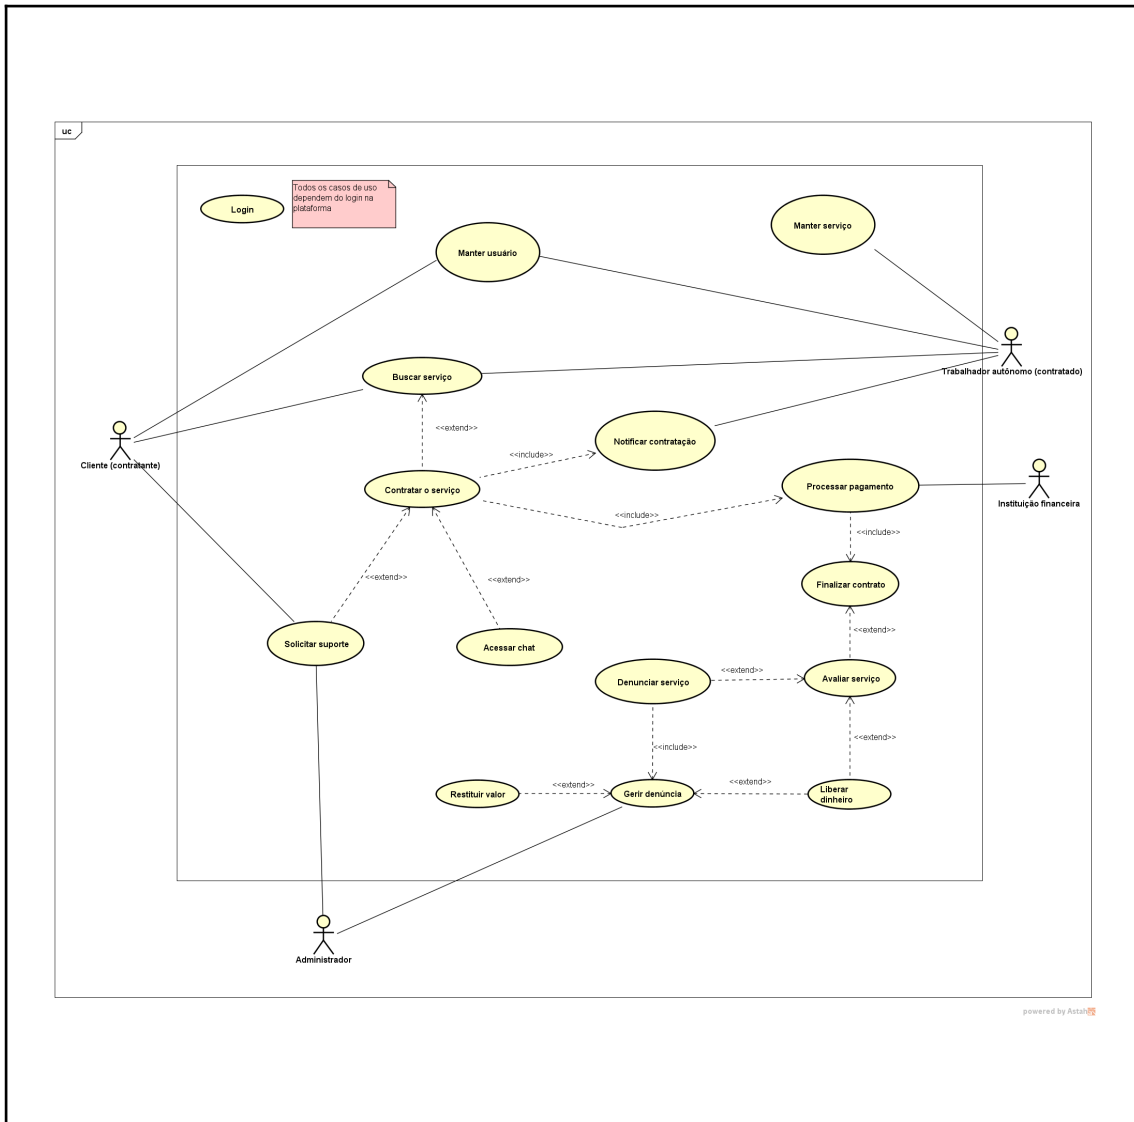 uc
Login
Todos os casos de uso
dependem do login na
plataforma
Manter usuário
Manter serviço
Trabalhador autônomo (contratado)
Buscar serviço
<<extend>>
Cliente (contratante)
Notificar contratação
<<include>>
Contratar o serviço
Processar pagamento
Instituição financeira
<<include>>
<<include>>
<<extend>>
<<extend>>
Finalizar contrato
<<extend>>
Solicitar suporte
Acessar chat
Denunciar serviço
<<extend>>
Avaliar serviço
<<include>>
<<extend>>
Restituir valor
<<extend>>
Gerir denúncia
<<extend>>
Liberar
dinheiro
Administrador
powered by Astah